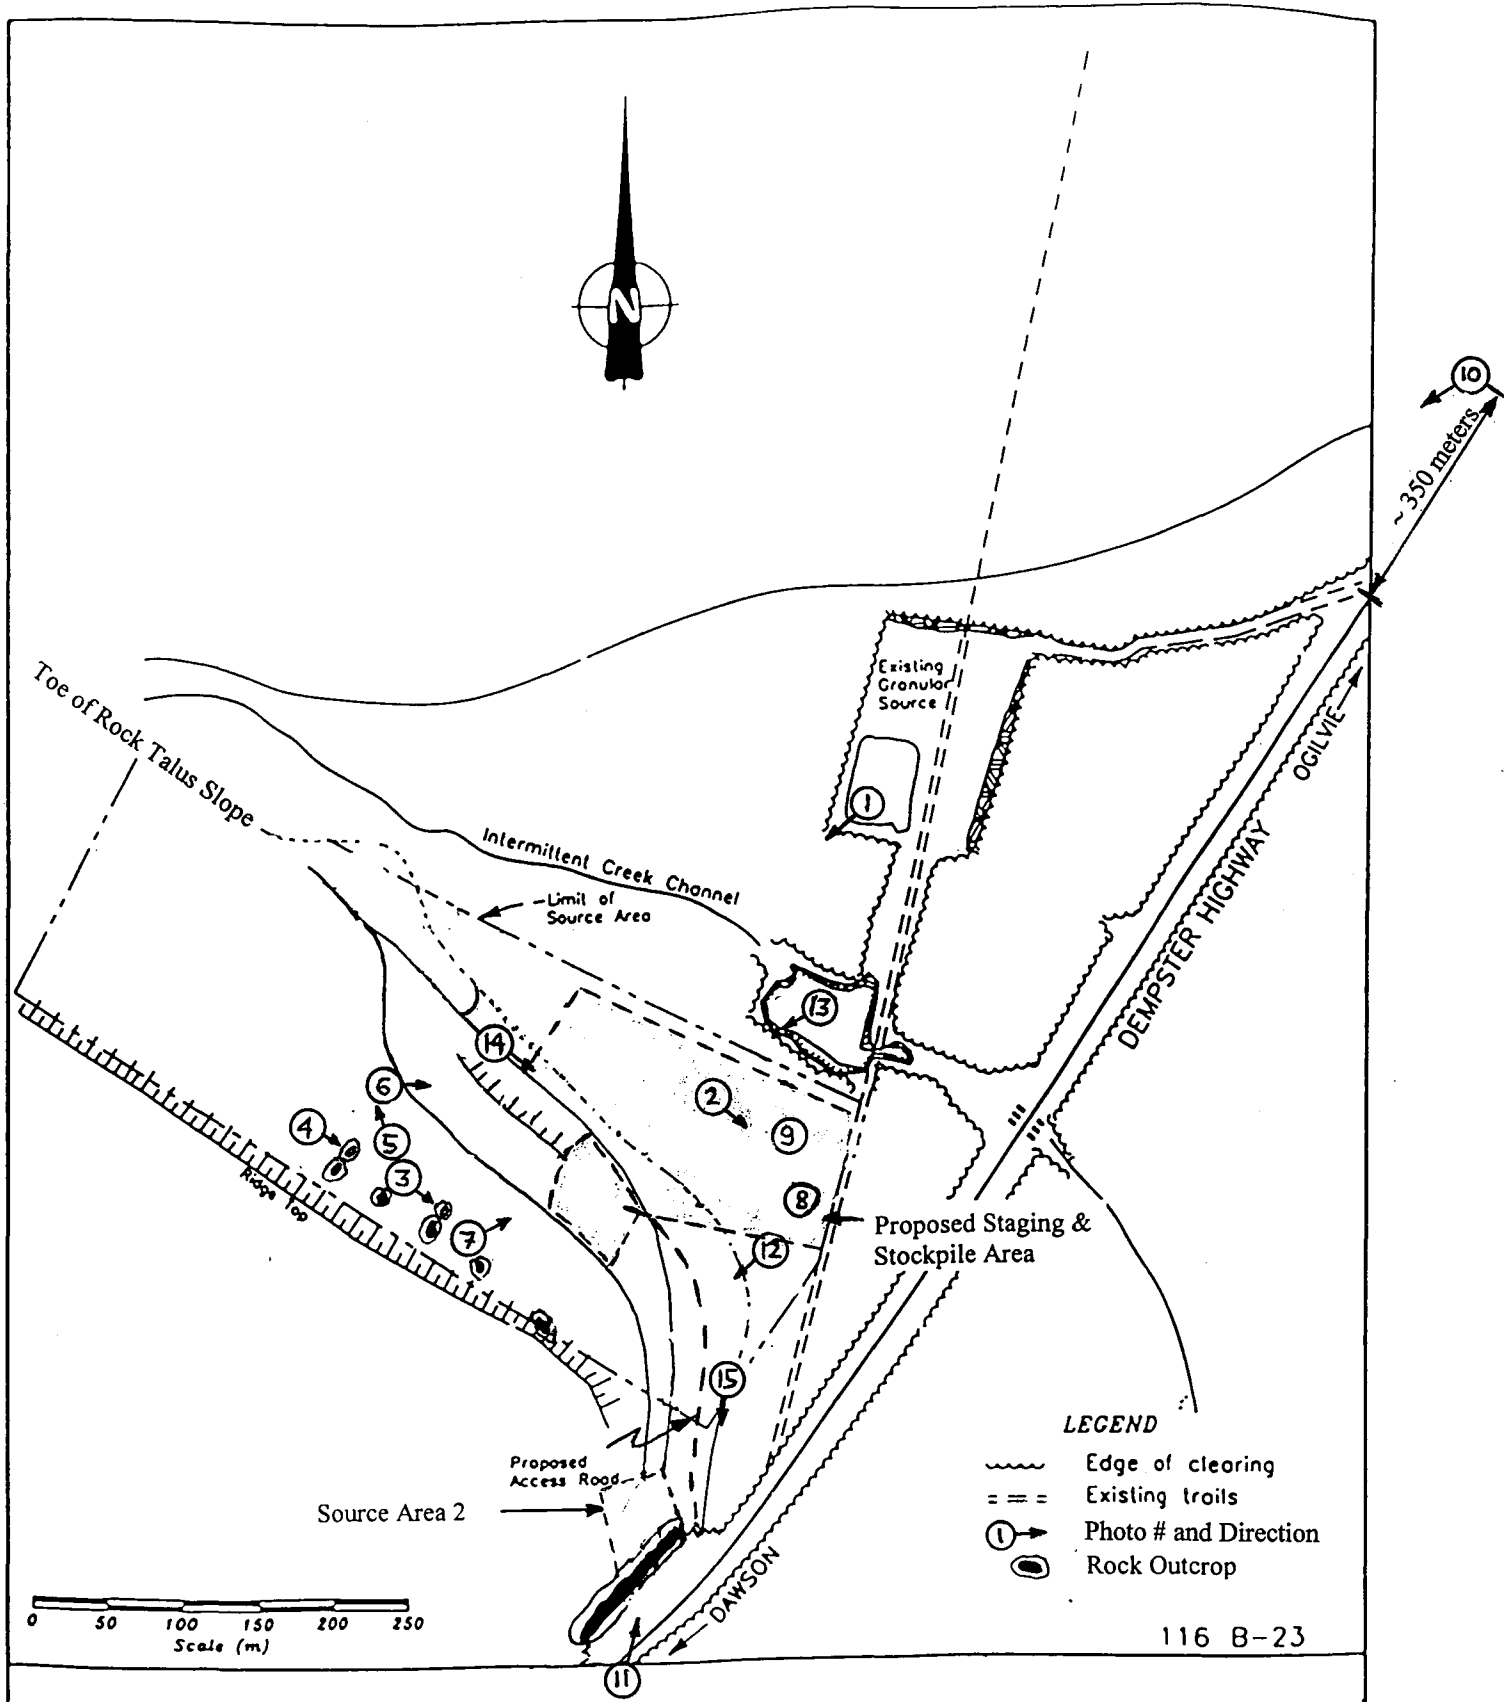 N
10
~ 350 meters
Existing
Granular
Source
Toe of Rock Talus Slope
OGILVIE
1
Intermittent Creek Channel
Limit of
Source Area
DEMPSTER HIGHWAY
13
14
6
2
9
4
5
3
8
Ridge Top
7
Proposed Staging &
Stockpile Area
12
15
LEGEND
Edge of clearing
Existing trails
1 Photo # and Direction
Rock Outcrop
Proposed
Access Road
Source Area 2
DAWSON
0 50 100 150 200 250
Scale (m)
116 B-23
11